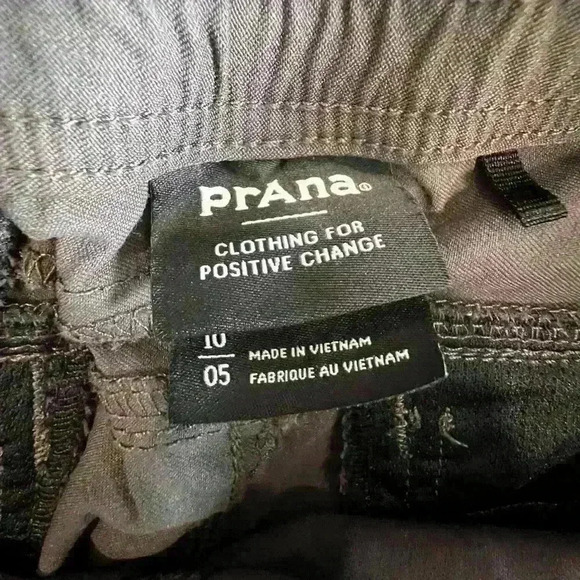 prAna®
CLOTHING FOR
POSITIVE CHANGE
10
05
MADE IN VIETNAM
FABRIQUE AU VIETNAM